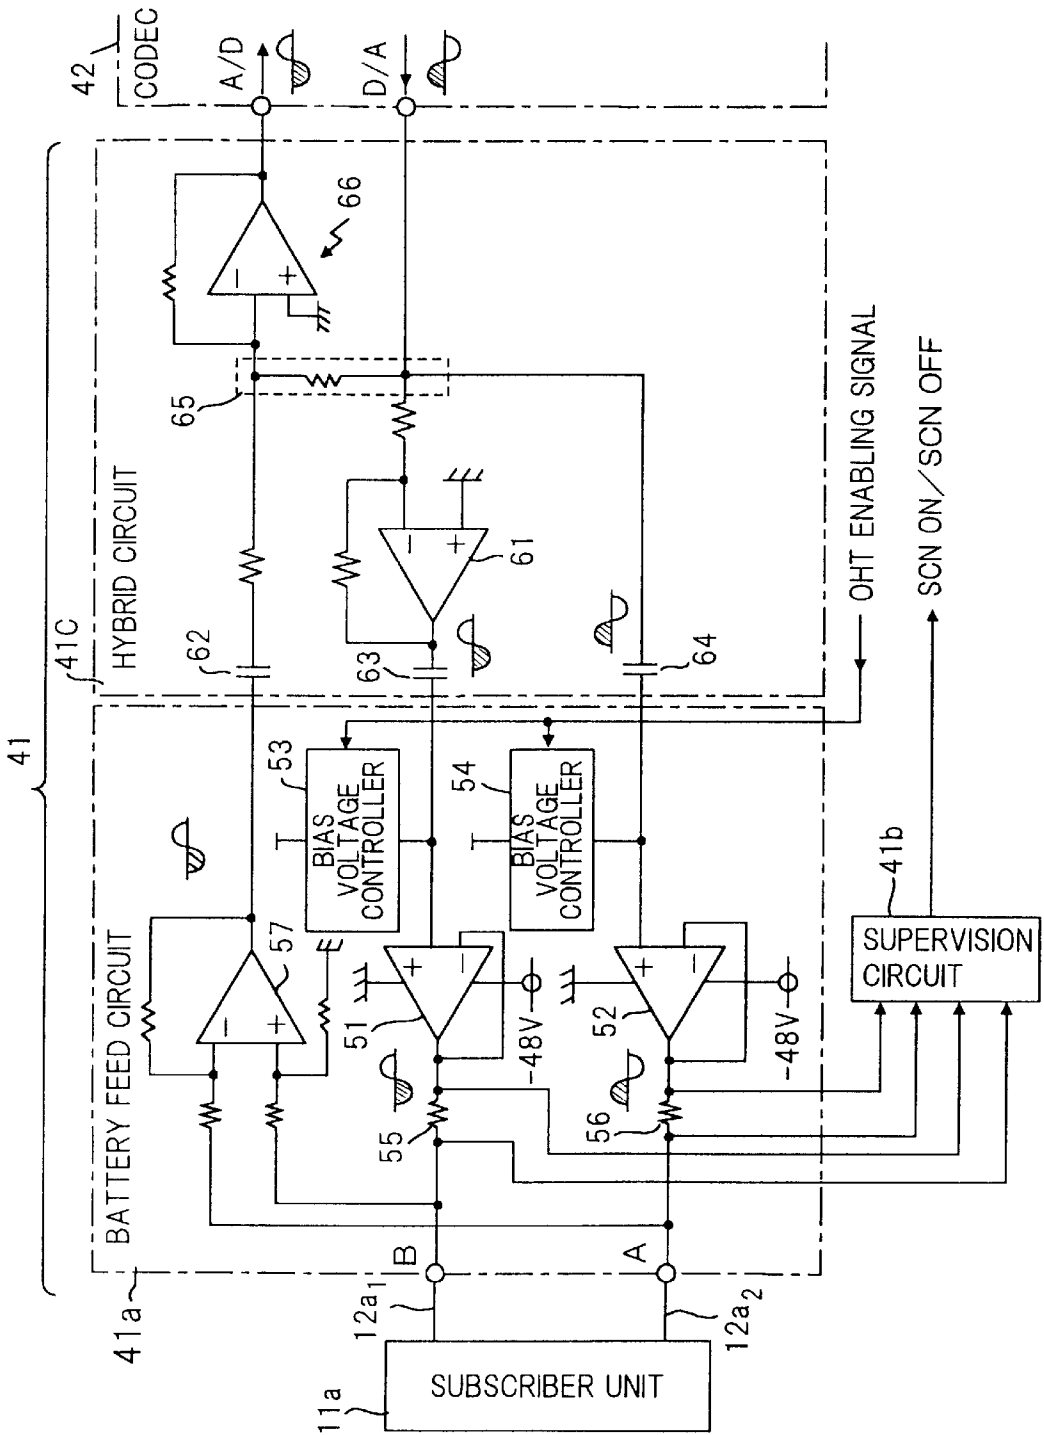 41
41a
BATTERY FEED CIRCUIT
41C
HYBRID CIRCUIT
42
CODEC
A/D
D/A
57
62
65
66
53
BIAS
VOLTAGE
CONTROLLER
63
61
51
55
-48V
B
12a1
54
BIAS
VOLTAGE
CONTROLLER
64
52
56
-48V
A
12a2
11a
SUBSCRIBER UNIT
41b
SUPERVISION
CIRCUIT
OHT ENABLING SIGNAL
SCN ON/SCN OFF
+
−
+
−
+
−
+
−
+
−